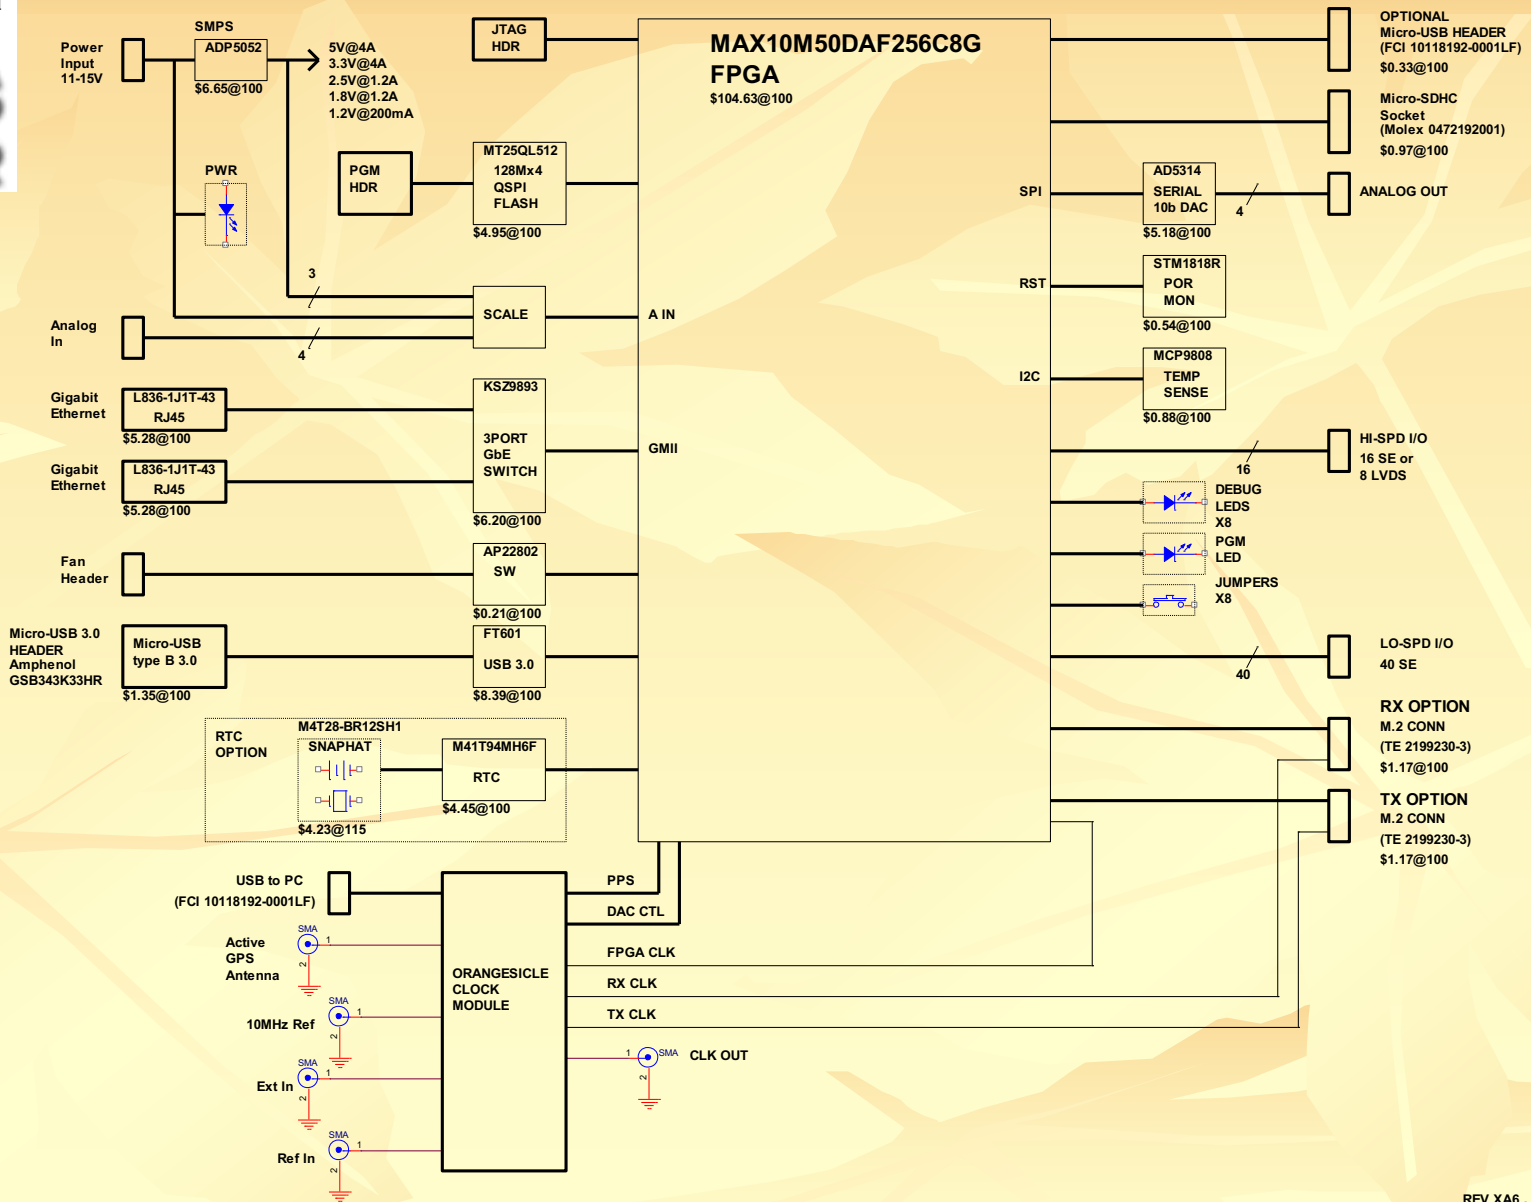 SMPS
Power
Input
11-15V
ADP5052
$6.65@100
5V@4A
3.3V@4A
2.5V@1.2A
1.8V@1.2A
1.2V@200mA
PWR
JTAG
HDR
PGM
HDR
MT25QL512
128Mx4
QSPI
FLASH
$4.95@100
3
4
SCALE
Analog
In
Gigabit
Ethernet
L836-1J1T-43
RJ45
$5.28@100
Gigabit
Ethernet
L836-1J1T-43
RJ45
$5.28@100
KSZ9893
3PORT
GbE
SWITCH
$6.20@100
Fan
Header
AP22802
SW
$0.21@100
Micro-USB 3.0
HEADER
Amphenol
GSB343K33HR
Micro-USB
type B 3.0
$1.35@100
FT601
USB 3.0
$8.39@100
RTC
OPTION
M4T28-BR12SH1
SNAPHAT
$4.23@115
M41T94MH6F
RTC
$4.45@100
MAX10M50DAF256C8G
FPGA
$104.63@100
A IN
GMII
SPI
RST
I2C
OPTIONAL
Micro-USB HEADER
(FCI 10118192-0001LF)
$0.33@100
Micro-SDHC
Socket
(Molex 0472192001)
$0.97@100
AD5314
SERIAL
10b DAC
$5.18@100
4
ANALOG OUT
STM1818R
POR
MON
$0.54@100
MCP9808
TEMP
SENSE
$0.88@100
16
HI-SPD I/O
16 SE or
8 LVDS
DEBUG
LEDS
X8
PGM
LED
JUMPERS
X8
40
LO-SPD I/O
40 SE
RX OPTION
M.2 CONN
(TE 2199230-3)
$1.17@100
TX OPTION
M.2 CONN
(TE 2199230-3)
$1.17@100
USB to PC
(FCI 10118192-0001LF)
Active
GPS
Antenna
SMA
1
2
10MHz Ref
SMA
1
2
Ext In
SMA
1
2
Ref In
SMA
1
2
ORANGESICLE
CLOCK
MODULE
PPS
DAC CTL
FPGA CLK
RX CLK
TX CLK
1
SMA
2
CLK OUT
REV XA6